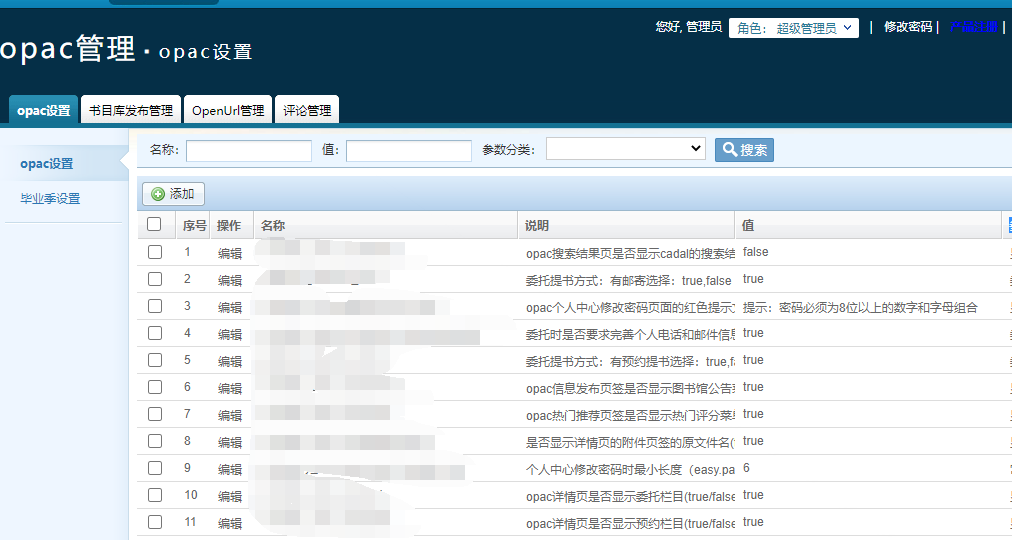 您好, 管理员 角色： 超级管理员 | 修改密码 | 产品注册 |
opac管理 · opac设置
opac设置 书目库发布管理 OpenUrl管理 评论管理
opac设置
毕业季设置
名称： 值： 参数分类： 搜索
添加
序号 操作 名称 说明 值
1 编辑 opac搜索结果页是否显示cadal的搜索结 false
2 编辑 委托提书方式：有邮寄选择：true,false true
3 编辑 opac个人中心修改密码页面的红色提示文 提示：密码必须为8位以上的数字和字母组合
4 编辑 委托时是否要求完善个人电话和邮件信息 true
5 编辑 委托提书方式：有预约提书选择：true,fa true
6 编辑 opac信息发布页签是否显示图书馆公告菜 true
7 编辑 opac热门推荐页签是否显示热门评分菜单 true
8 编辑 是否显示详情页的附件页签的原文件名( true
9 编辑 个人中心修改密码时最小长度（easy.pa 6
10 编辑 opac详情页是否显示委托栏目(true/false true
11 编辑 opac详情页是否显示预约栏目(true/false true